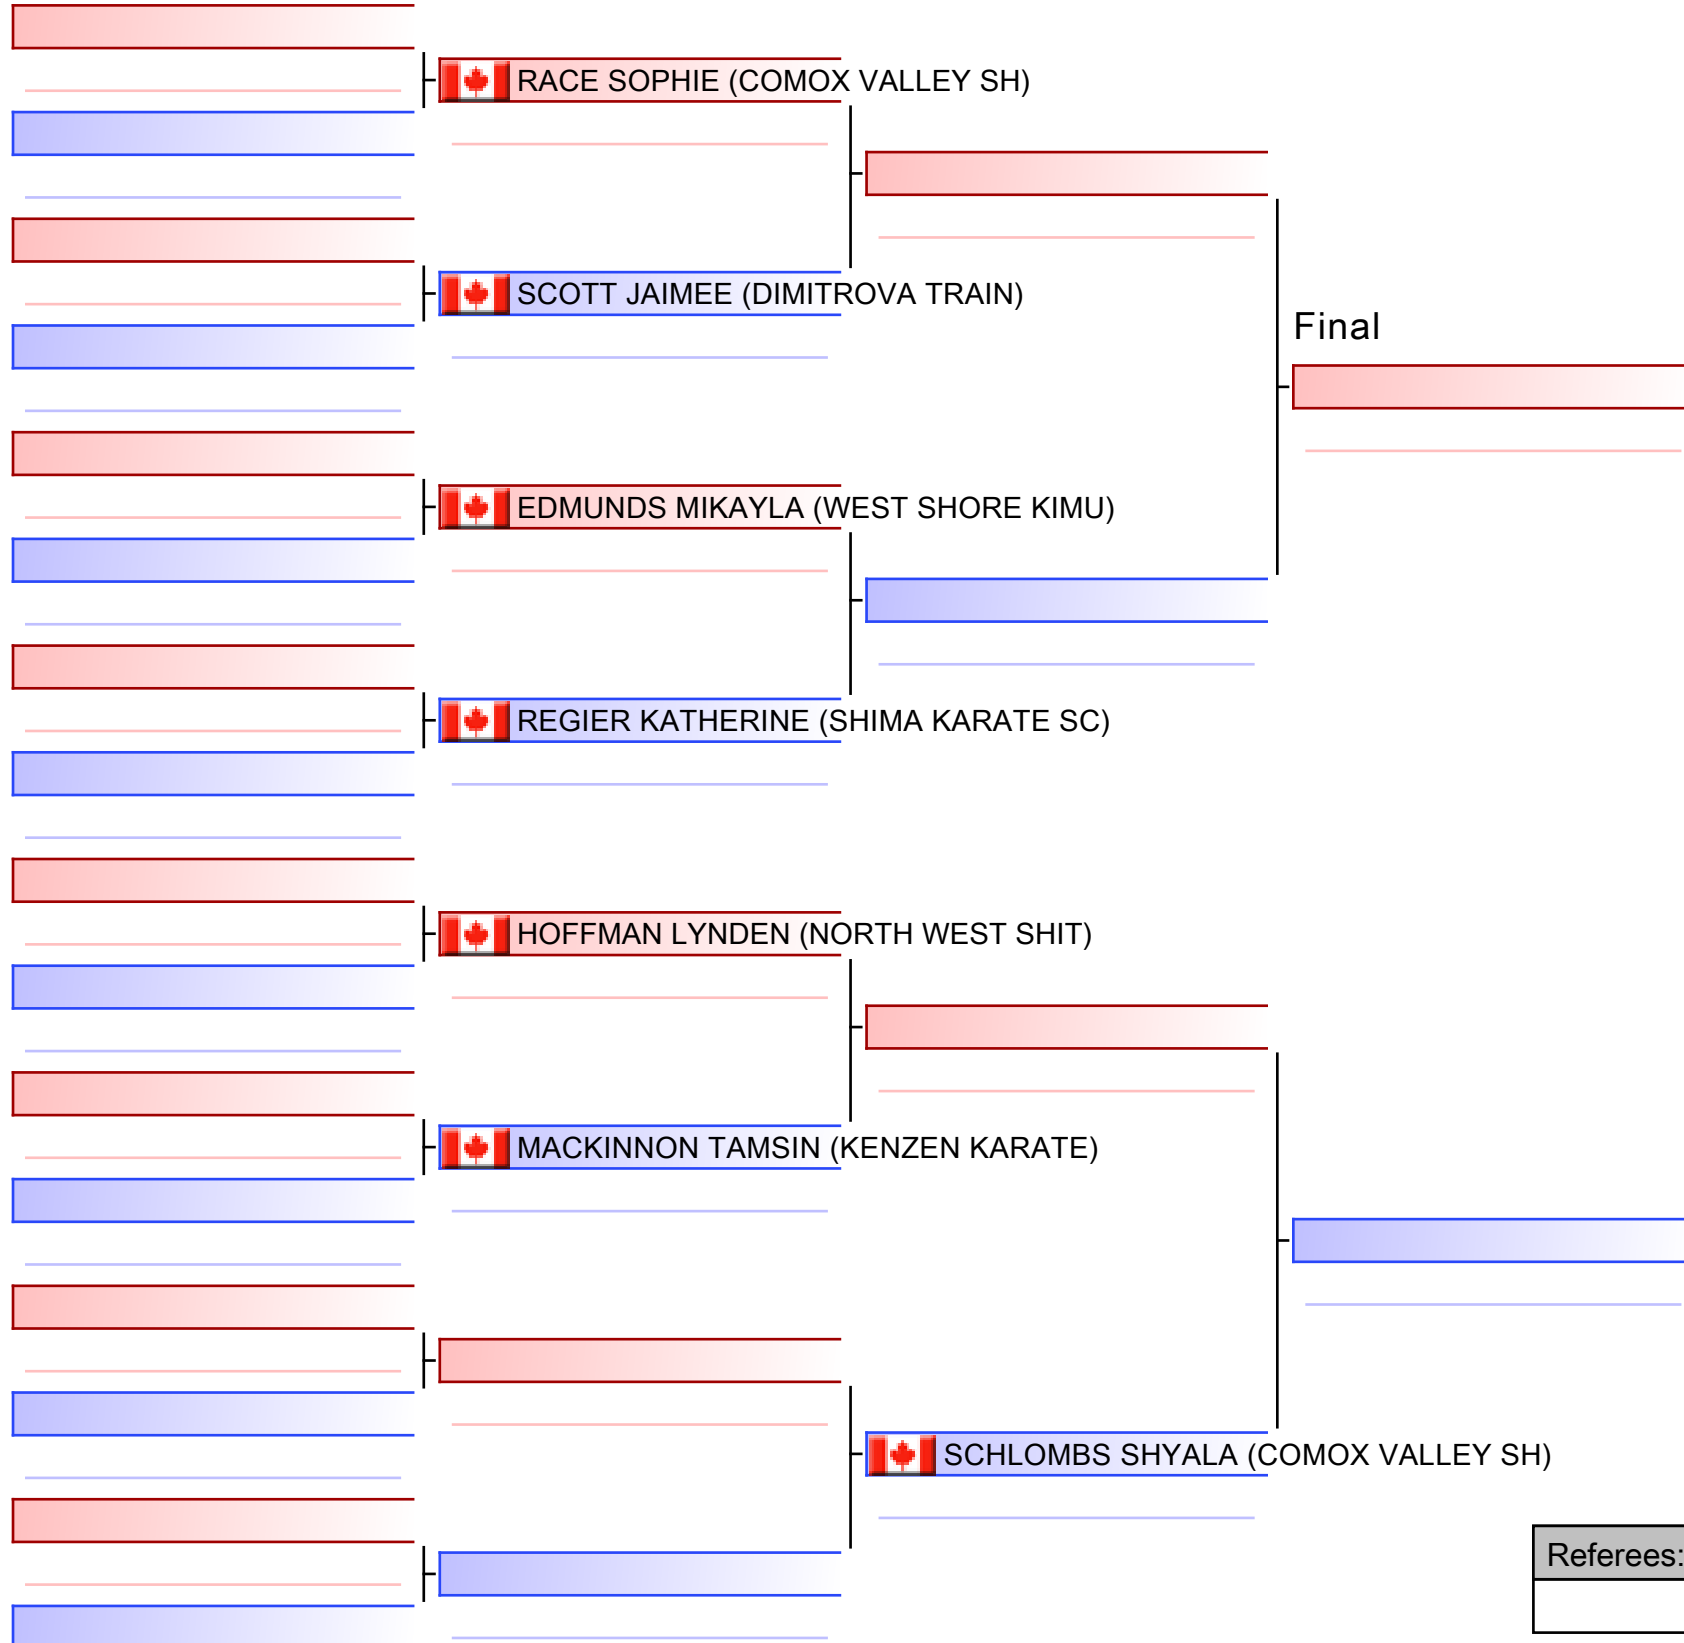 RACE SOPHIE (COMOX VALLEY SH)
SCOTT JAIMEE (DIMITROVA TRAIN)
Final
EDMUNDS MIKAYLA (WEST SHORE KIMU)
REGIER KATHERINE (SHIMA KARATE SC)
HOFFMAN LYNDEN (NORTH WEST SHIT)
MACKINNON TAMSIN (KENZEN KARATE)
SCHLOMBS SHYALA (COMOX VALLEY SH)
Referees: